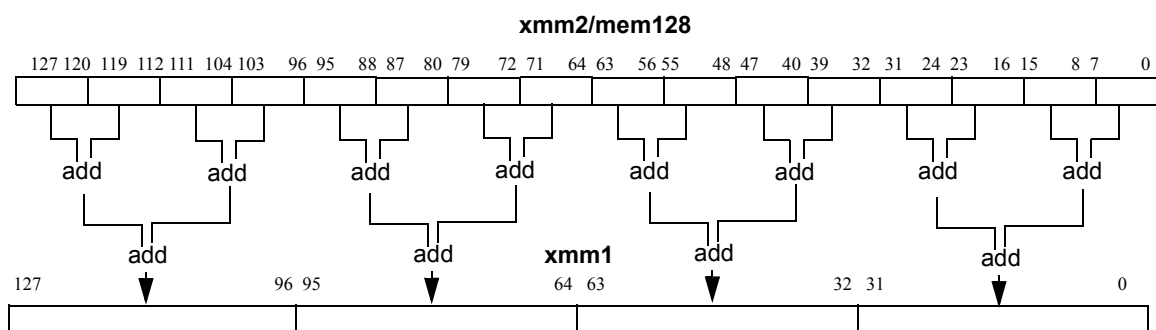 xmm2/mem128
127 120 119 112 111 104 103 96 95 88 87 80 79 72 71 64 63 56 55 48 47 40 39 32 31 24 23 16 15 8 7 0
add add add add add add add add
add add add add
xmm1
127 96 95 64 63 32 31 0